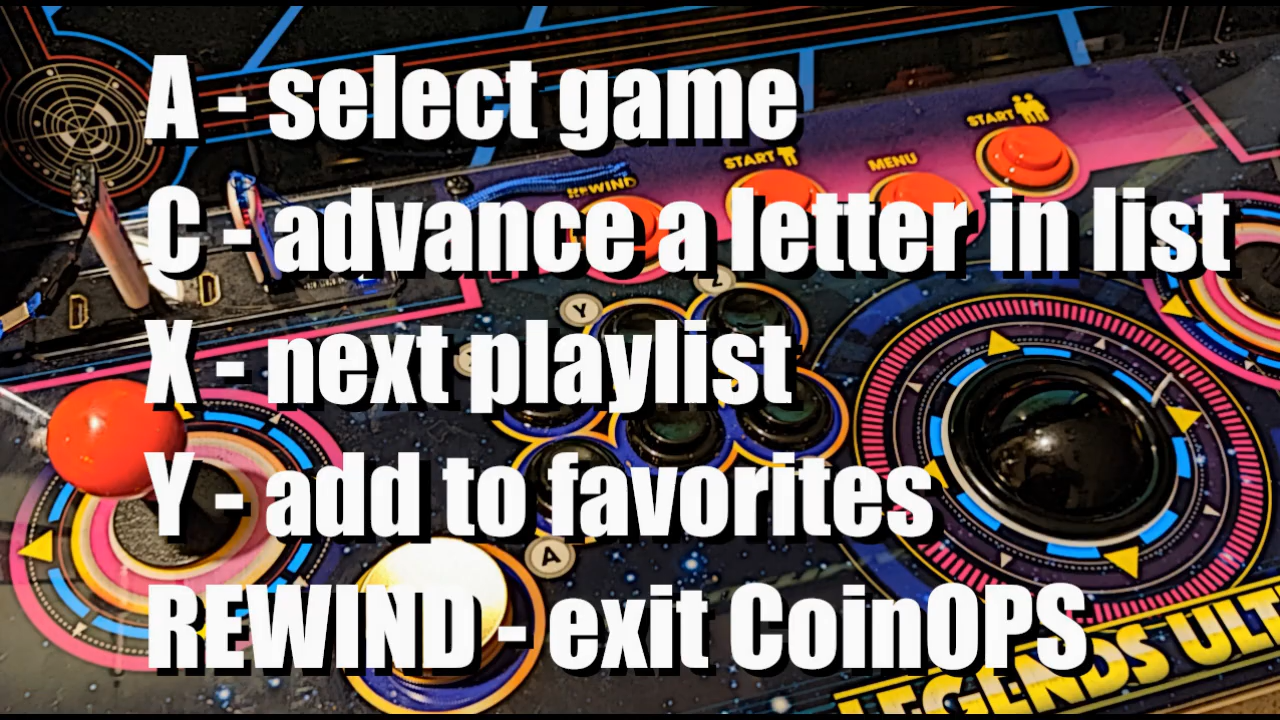 A - select game
START
START
MENU
REWIND
C - advance a letter in list
Z
Y
X - next playlist
Y - add to favorites
A
REWIND - exit CoinOPS
LEGENDS ULT